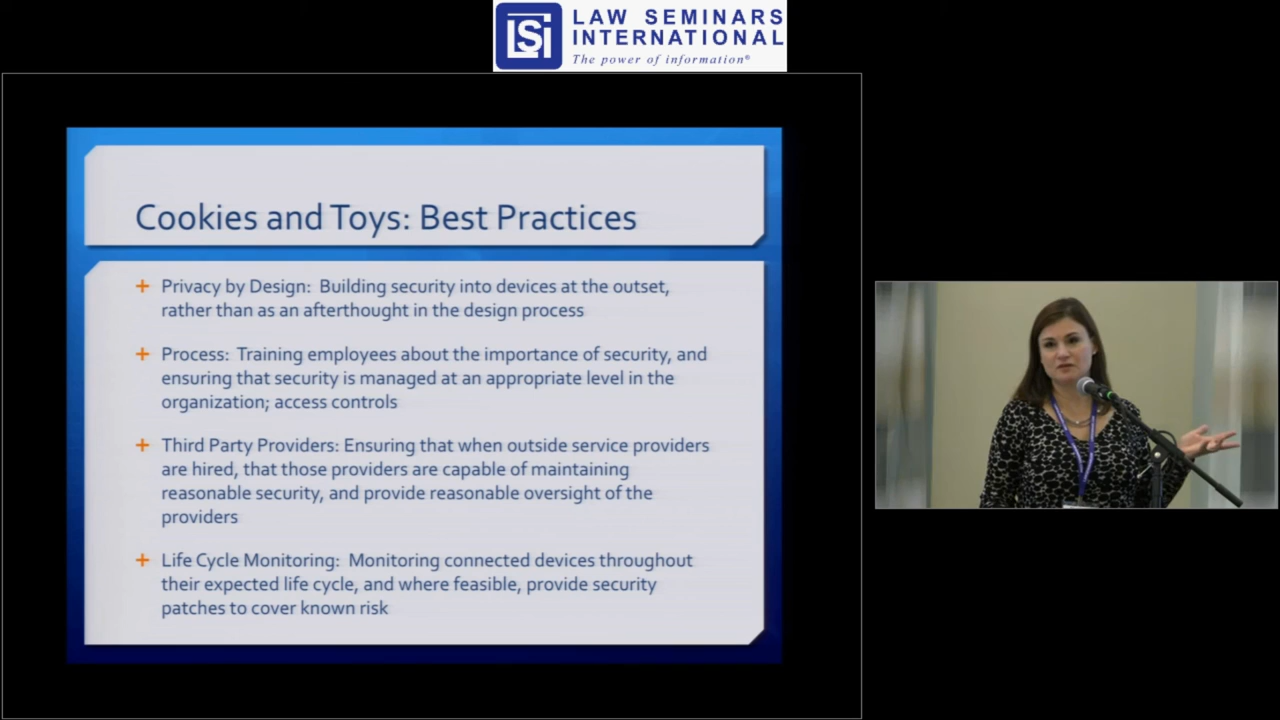 LSi
LAW SEMINARS
INTERNATIONAL
The power of information®
Cookies and Toys: Best Practices
Privacy by Design: Building security into devices at the outset,
rather than as an afterthought in the design process
Process: Training employees about the importance of security, and
ensuring that security is managed at an appropriate level in the
organization; access controls
Third Party Providers: Ensuring that when outside service providers
are hired, that those providers are capable of maintaining
reasonable security, and provide reasonable oversight of the
providers
Life Cycle Monitoring: Monitoring connected devices throughout
their expected life cycle, and where feasible, provide security
patches to cover known risk